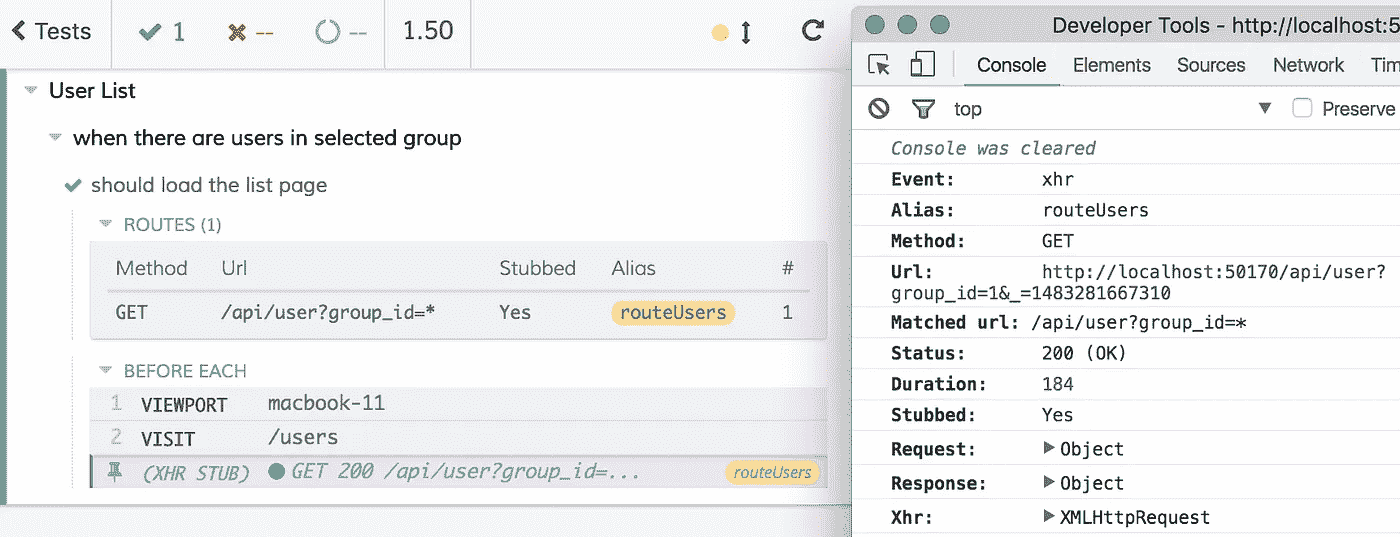 Tests 1 -- -- 1.50
User List
when there are users in selected group
should load the list page
ROUTES (1)
Method Url Stubbed Alias #
GET /api/user?group_id=* Yes routeUsers 1
BEFORE EACH
1 VIEWPORT macbook-11
2 VISIT /users
(XHR STUB) GET 200 /api/user?group_id=... routeUsers
Developer Tools - http://localhost:5
Console Elements Sources Network Tim
top Preserve
Console was cleared
Event: xhr
Alias: routeUsers
Method: GET
Url: http://localhost:50170/api/user?
group_id=1&_=1483281667310
Matched url: /api/user?group_id=*
Status: 200 (OK)
Duration: 184
Stubbed: Yes
Request: Object
Response: Object
Xhr: XMLHttpRequest